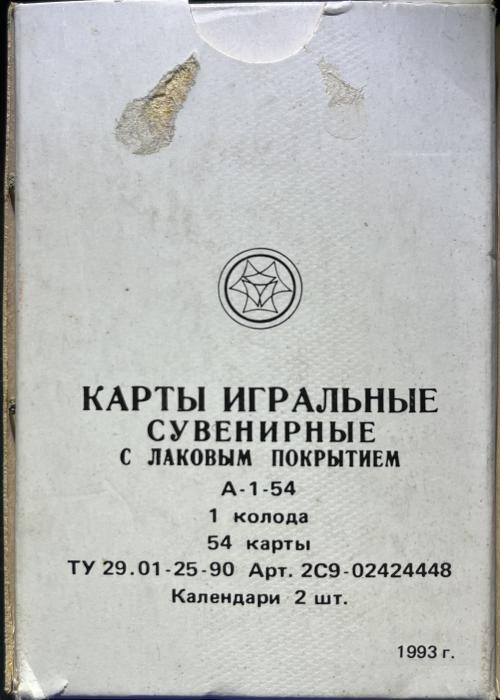 КАРТЫ ИГРАЛЬНЫЕ
СУВЕНИРНЫЕ
С ЛАКОВЫМ ПОКРЫТИЕМ
А-1-54
1 колода
54 карты
ТУ 29.01-25-90 Арт. 2С9-02424448
Календари 2 шт.
1993 г.